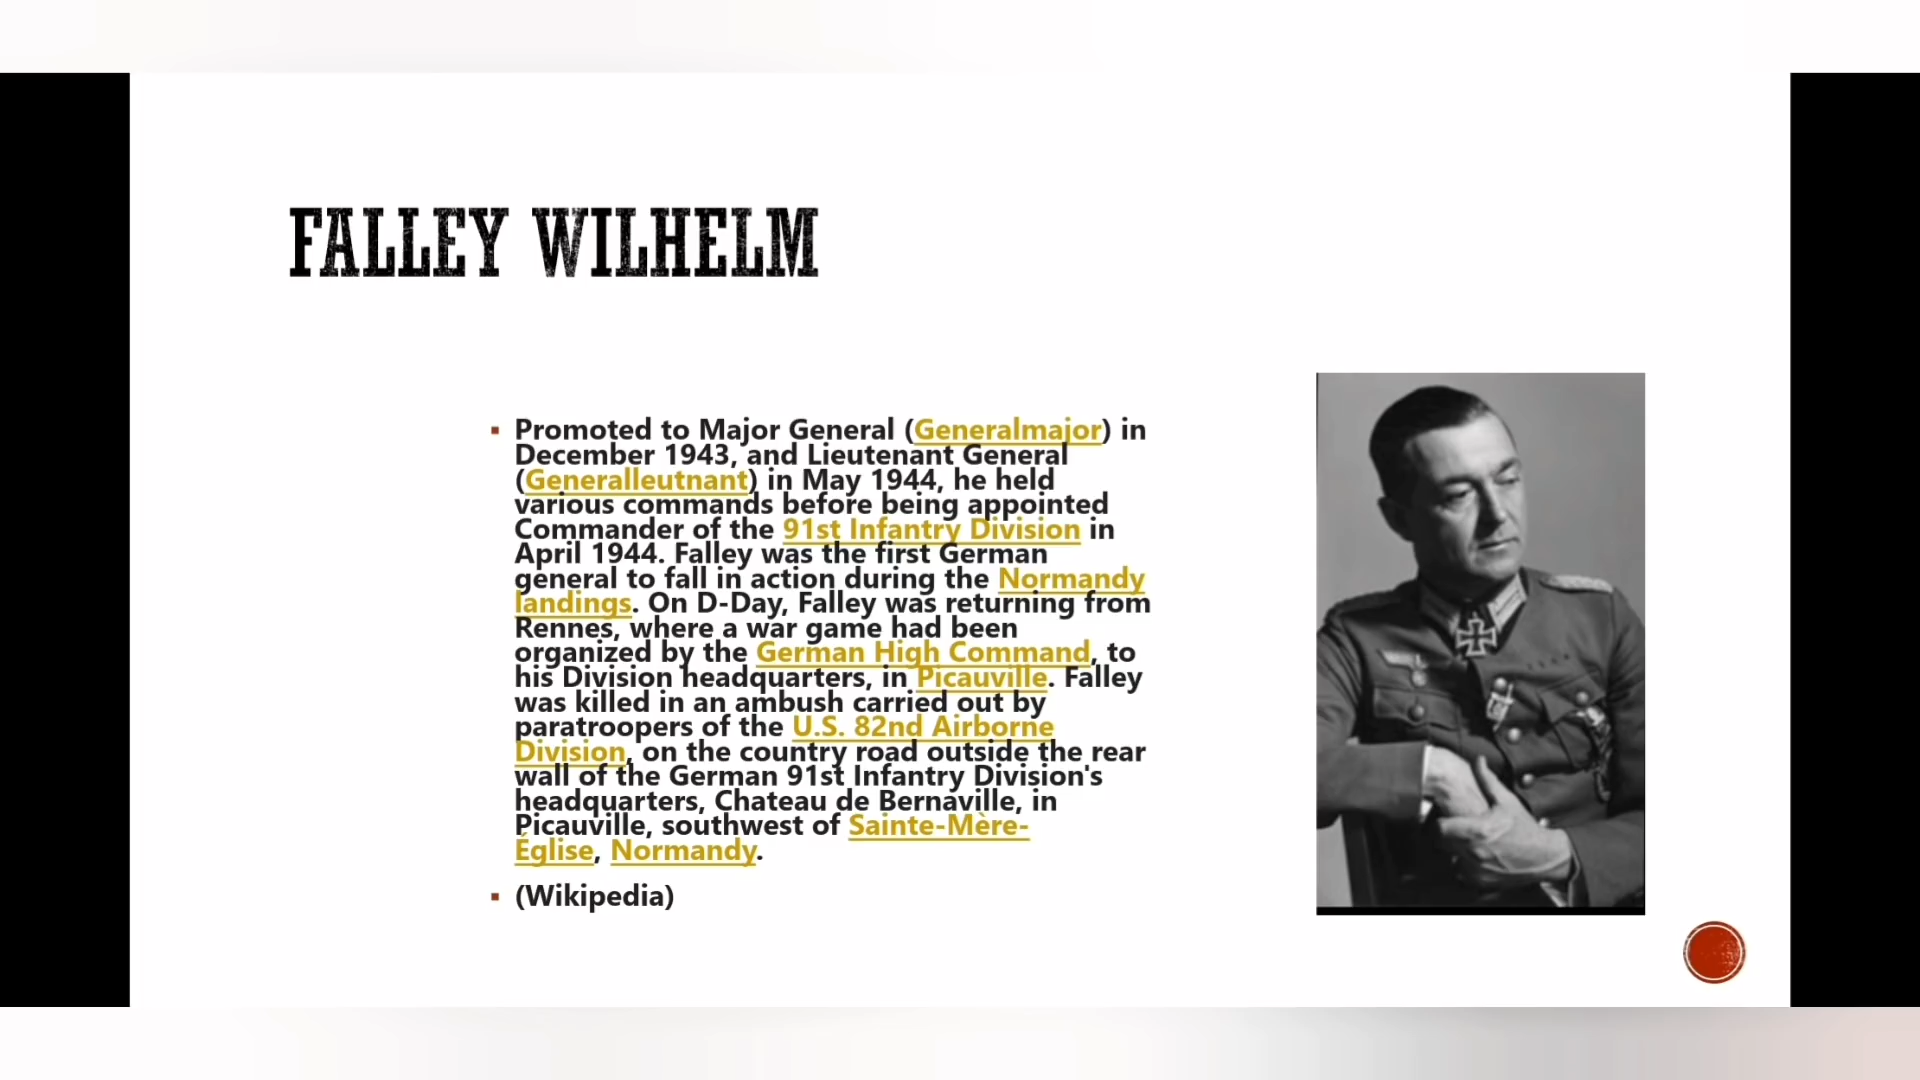 FALLEY WILHELM
▪ Promoted to Major General (Generalmajor) in
December 1943, and Lieutenant General
(Generalleutnant) in May 1944, he held
various commands before being appointed
Commander of the 91st Infantry Division in
April 1944. Falley was the first German
general to fall in action during the Normandy
landings. On D-Day, Falley was returning from
Rennes, where a war game had been
organized by the German High Command, to
his Division headquarters, in Picauville. Falley
was killed in an ambush carried out by
paratroopers of the U.S. 82nd Airborne
Division, on the country road outside the rear
wall of the German 91st Infantry Division's
headquarters, Chateau de Bernaville, in
Picauville, southwest of Sainte-Mère-
Église, Normandy.
▪ (Wikipedia)